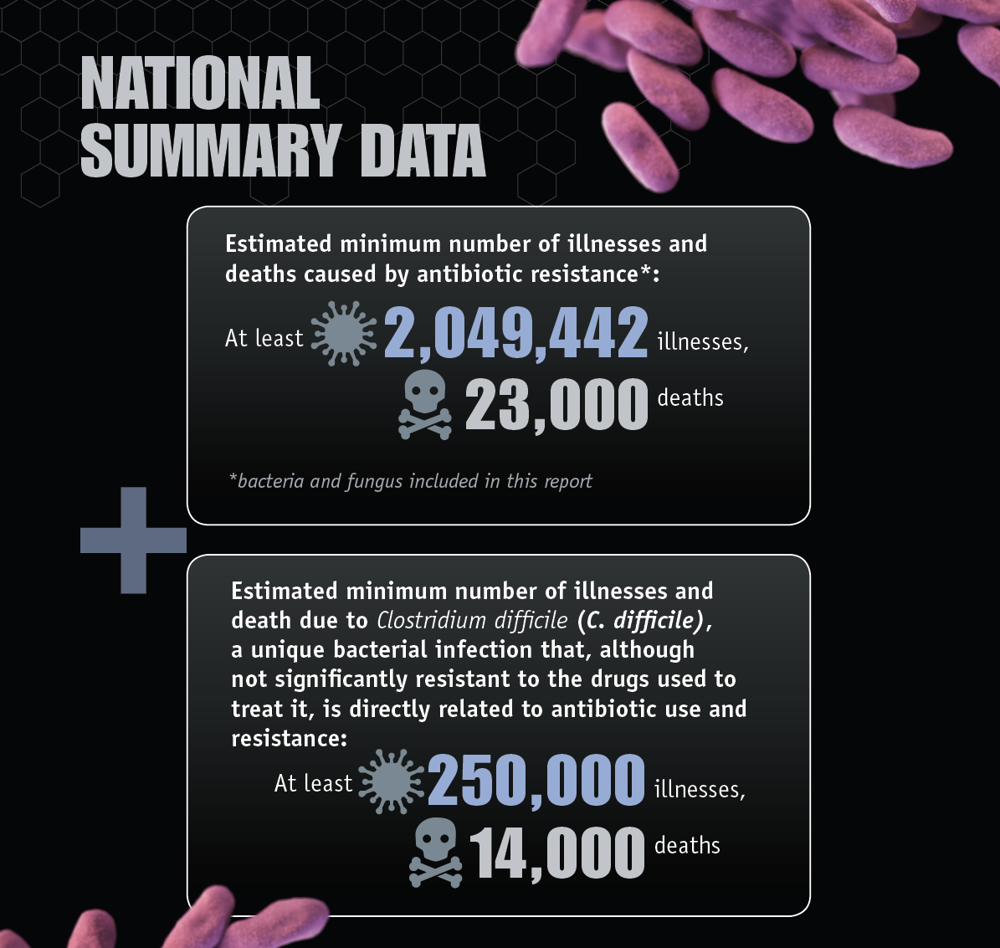 NATIONAL
SUMMARY DATA
Estimated minimum number of illnesses and
deaths caused by antibiotic resistance*:
At least 2,049,442 illnesses,
23,000 deaths
*bacteria and fungus included in this report
Estimated minimum number of illnesses and
death due to Clostridium difficile (C. difficile),
a unique bacterial infection that, although
not significantly resistant to the drugs used to
treat it, is directly related to antibiotic use and
resistance:
At least 250,000 illnesses,
14,000 deaths